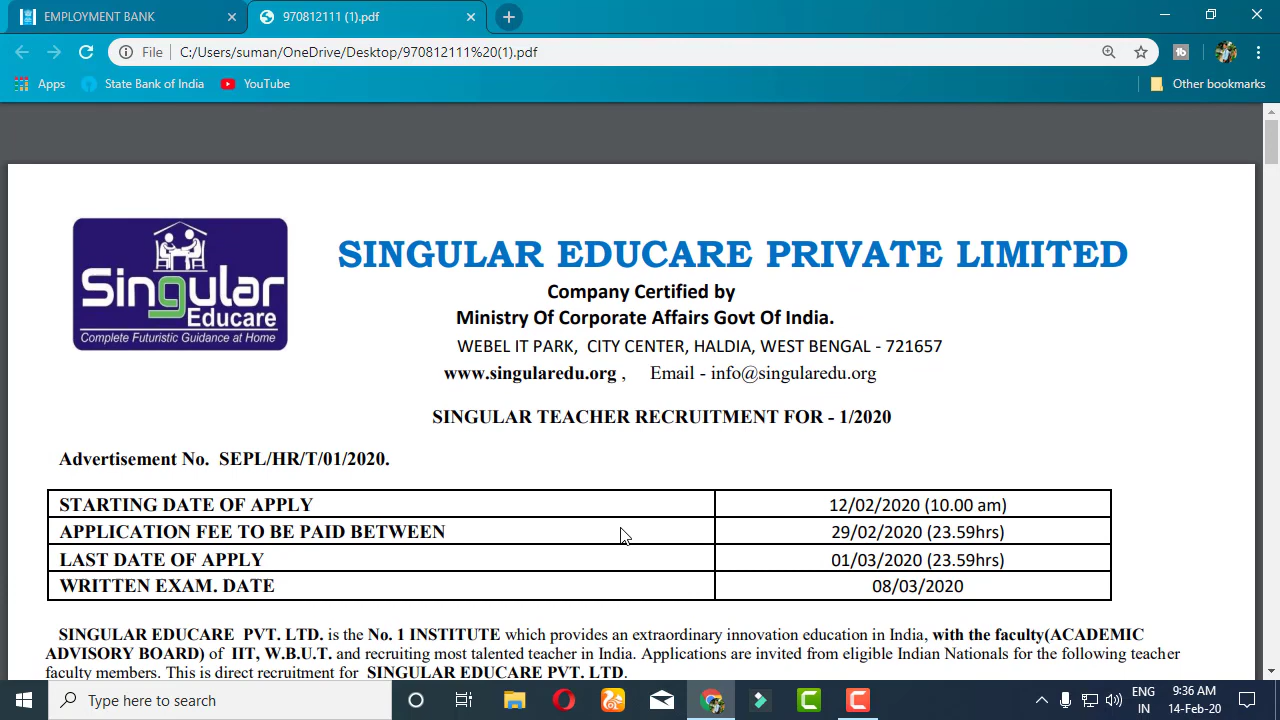 EMPLOYMENT BANK
970812111 (1).pdf
File
C:/Users/suman/OneDrive/Desktop/970812111%20(1).pdf
Apps
State Bank of India
YouTube
Other bookmarks
Singular
Educare
Complete Futuristic Guidance at Home
SINGULAR EDUCARE PRIVATE LIMITED
Company Certified by
Ministry Of Corporate Affairs Govt Of India.
WEBEL IT PARK, CITY CENTER, HALDIA, WEST BENGAL - 721657
www.singularedu.org , Email - info@singularedu.org
SINGULAR TEACHER RECRUITMENT FOR - 1/2020
Advertisement No. SEPL/HR/T/01/2020.
STARTING DATE OF APPLY 12/02/2020 (10.00 am)
APPLICATION FEE TO BE PAID BETWEEN 29/02/2020 (23.59hrs)
LAST DATE OF APPLY 01/03/2020 (23.59hrs)
WRITTEN EXAM. DATE 08/03/2020
SINGULAR EDUCARE PVT. LTD. is the No. 1 INSTITUTE which provides an extraordinary innovation education in India, with the faculty(ACADEMIC
ADVISORY BOARD) of IIT, W.B.U.T. and recruiting most talented teacher in India. Applications are invited from eligible Indian Nationals for the following teacher
faculty members. This is direct recruitment for SINGULAR EDUCARE PVT. LTD.
Type here to search
ENG
IN
9:36 AM
14-Feb-20